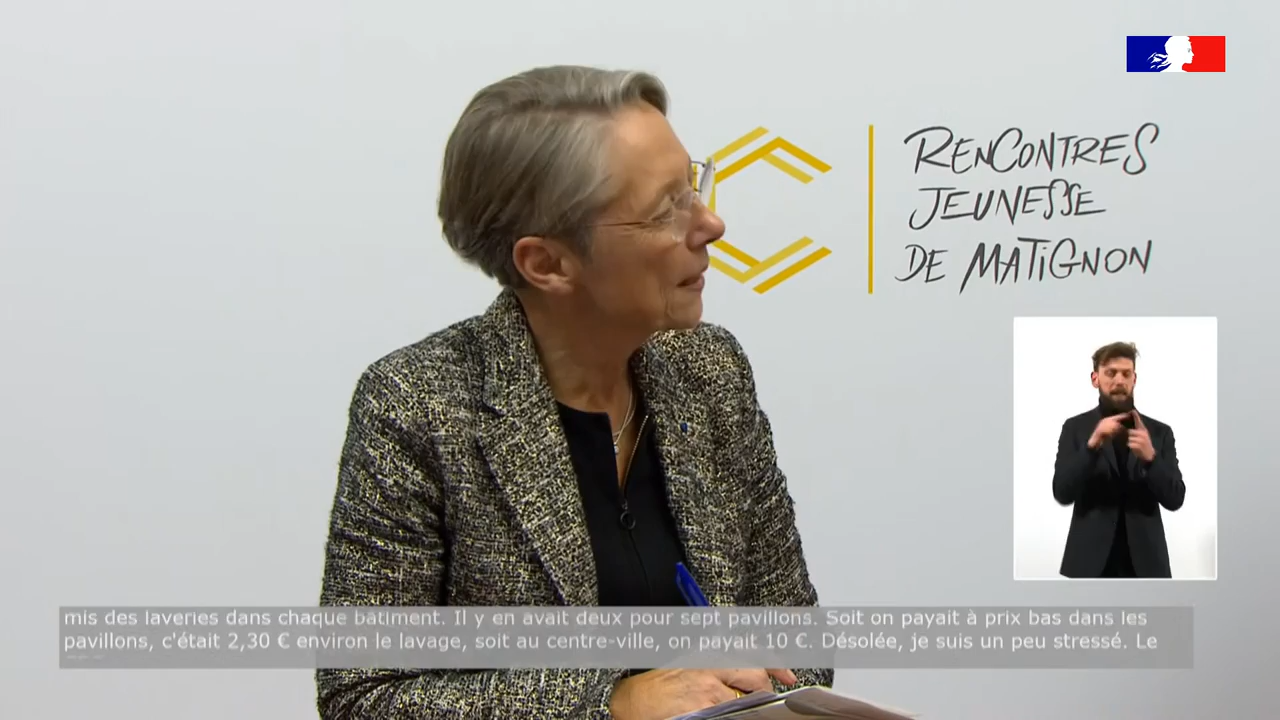 RENCONTRES
JEUNESSE
DE MATIGNON
mis des laveries dans chaque bâtiment. Il y en avait deux pour sept pavillons. Soit on payait à prix bas dans les
pavillons, c'était 2,30 € environ le lavage, soit au centre-ville, on payait 10 €. Désolée, je suis un peu stressé. Le